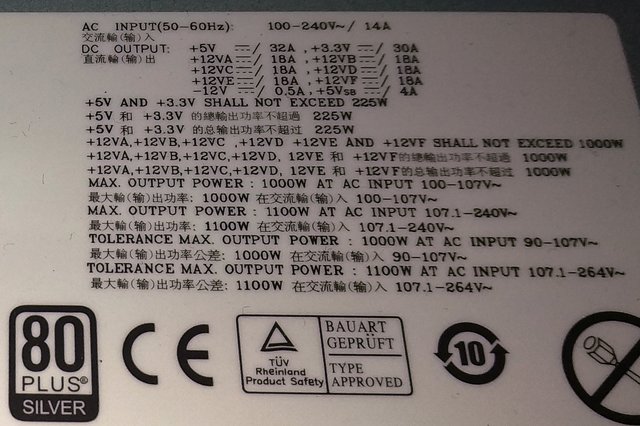 AC INPUT(50-60Hz): 100-240V~/ 14A
交流輸(输)入
DC OUTPUT: +5V ⎓/ 32A ,+3.3V ⎓/ 30A
直流輸(输)出 +12VA⎓/ 18A ,+12VB⎓/ 18A
+12VC⎓/ 18A ,+12VD⎓/ 18A
+12VE⎓/ 18A ,+12VF⎓/ 18A
-12V ⎓/ 0.5A ,+5VSB⎓/ 4A
+5V AND +3.3V SHALL NOT EXCEED 225W
+5V 和 +3.3V 的總輸出功率不超過 225W
+5V 和 +3.3V 的总输出功率不超过 225W
+12VA,+12VB,+12VC ,+12VD +12VE AND +12VF SHALL NOT EXCEED 1000W
+12VA,+12VB,+12VC,+12VD, 12VE 和 +12VF的總輸出功率不超過 1000W
+12VA,+12VB,+12VC,+12VD, 12VE 和 +12VF的总输出功率不超过 1000W
MAX. OUTPUT POWER : 1000W AT AC INPUT 100-107V~
最大輸(输)出功率: 1000W 在交流輸(输)入 100-107V~
MAX. OUTPUT POWER : 1100W AT AC INPUT 107.1-240V~
最大輸(输)出功率: 1100W 在交流輸(输)入 107.1-240V~
TOLERANCE MAX. OUTPUT POWER : 1000W AT AC INPUT 90-107V~
最大輸(输)出功率公差: 1000W 在交流輸(输)入 90-107V~
TOLERANCE MAX. OUTPUT POWER : 1100W AT AC INPUT 107.1-264V~
最大輸(输)出功率公差: 1100W 在交流輸(输)入 107.1-264V~
80
PLUS®
SILVER
CE
TÜV
Rheinland
Product Safety
BAUART
GEPRÜFT
TYPE
APPROVED
10